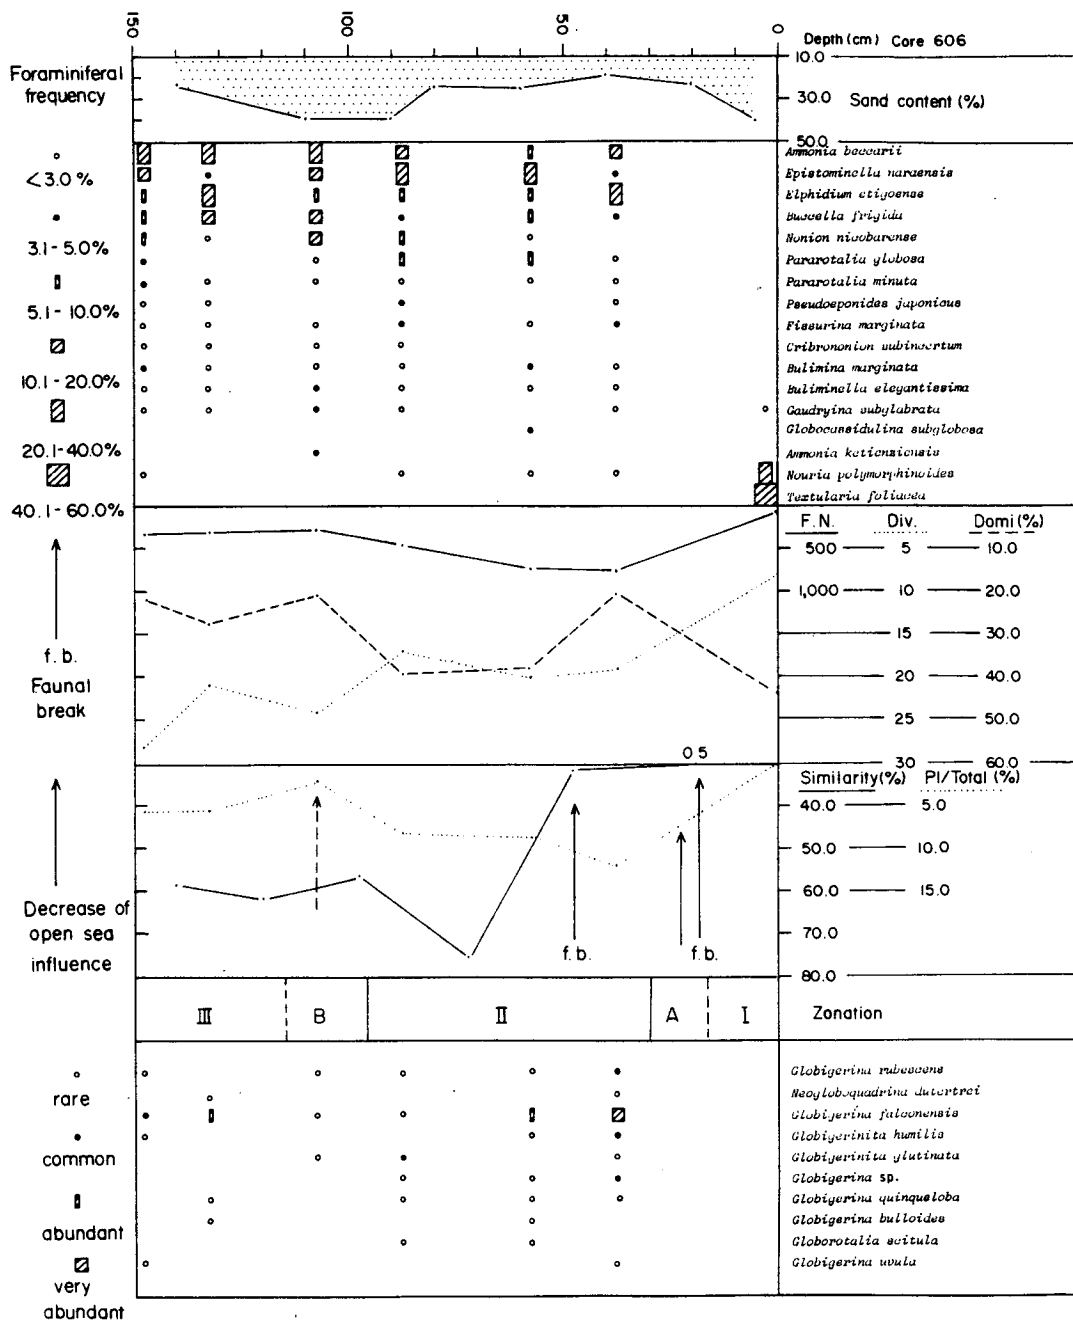 150
100
50
0
Depth (cm) Core 606
10.0
30.0
50.0
Sand content (%)
Foraminiferal
frequency
<3.0 %
3.1-5.0%
5.1-10.0%
10.1-20.0%
20.1-40.0%
40.1-60.0%
Ammonia beccarii
Epistominella naraensis
Elphidium etigoense
Buccella frigida
Nonion nicobarense
Pararotalia globosa
Pararotalia minuta
Pseudoeponides japonicus
Fissurina marginata
Cribrononion subincertum
Bulimina marginata
Buliminella elegantissima
Gaudryina subglabrata
Globocassidulina subglobosa
Ammonia ketienziensis
Nouria polymorphinoides
Textularia foliacea
F.N. Div. Domi (%)
500 5 10.0
1,000 10 20.0
15 30.0
20 40.0
25 50.0
30 60.0
f.b.
Faunal
break
0.5
Similarity(%) Pl/Total (%)
40.0 5.0
50.0 10.0
60.0 15.0
70.0
80.0
f.b.
f.b.
Decrease of
open sea
influence
III B II A I Zonation
rare
common
abundant
very
abundant
Globigerina rubescens
Neogloboquadrina dutertrei
Globigerina falconensis
Globigerinita humilis
Globigerinita glutinata
Globigerina sp.
Globigerina quinqueloba
Globigerina bulloides
Globorotalia scitula
Globigerina uvula